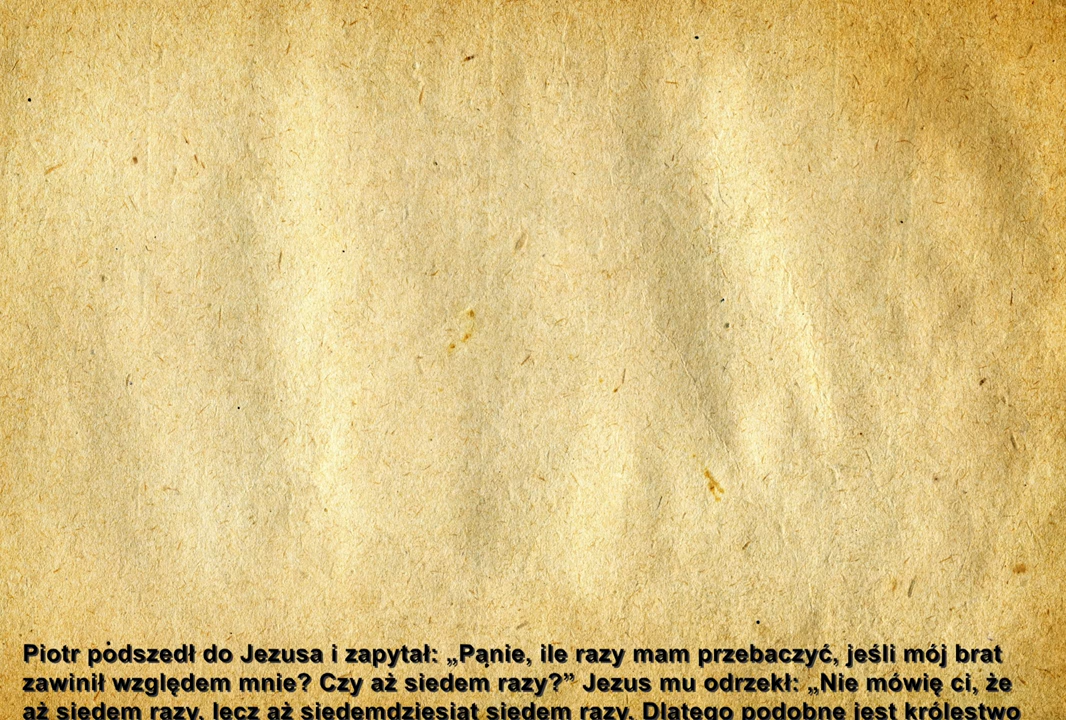 Piotr podszedł do Jezusa i zapytał: „Panie, ile razy mam przebaczyć, jeśli mój brat
zawinił względem mnie? Czy aż siedem razy?” Jezus mu odrzekł: „Nie mówię ci, że
aż siedem razy, lecz aż siedemdziesiąt siedem razy. Dlatego podobne jest królestwo